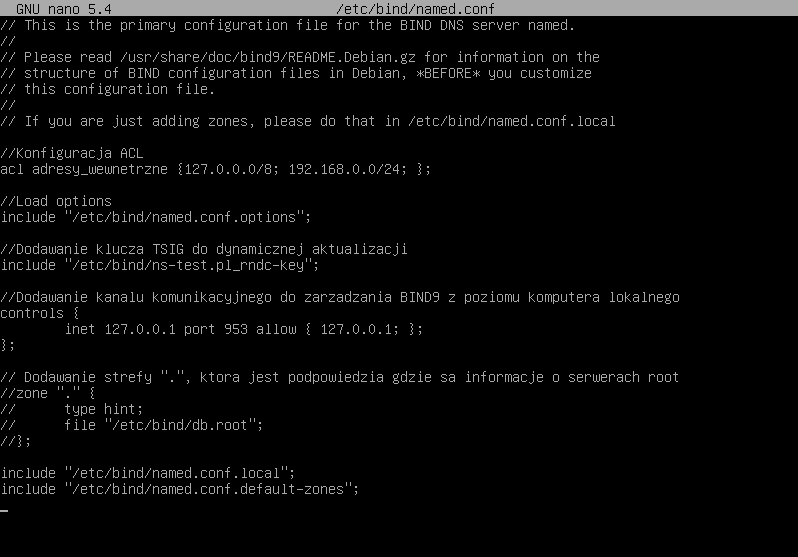 GNU nano 5.4 /etc/bind/named.conf
// This is the primary configuration file for the BIND DNS server named.
//
// Please read /usr/share/doc/bind9/README.Debian.gz for information on the
// structure of BIND configuration files in Debian, *BEFORE* you customize
// this configuration file.
//
// If you are just adding zones, please do that in /etc/bind/named.conf.local

//Konfiguracja ACL
acl adresy_wewnetrzne {127.0.0.0/8; 192.168.0.0/24; };

//Load options
include "/etc/bind/named.conf.options";

//Dodawanie klucza TSIG do dynamicznej aktualizacji
include "/etc/bind/ns-test.pl_rndc-key";

//Dodawanie kanalu komunikacyjnego do zarzadzania BIND9 z poziomu komputera lokalnego
controls {
        inet 127.0.0.1 port 953 allow { 127.0.0.1; };
};

// Dodawanie strefy ".", ktora jest podpowiedzia gdzie sa informacje o serwerach root
//zone "." {
//      type hint;
//      file "/etc/bind/db.root";
//};

include "/etc/bind/named.conf.local";
include "/etc/bind/named.conf.default-zones";